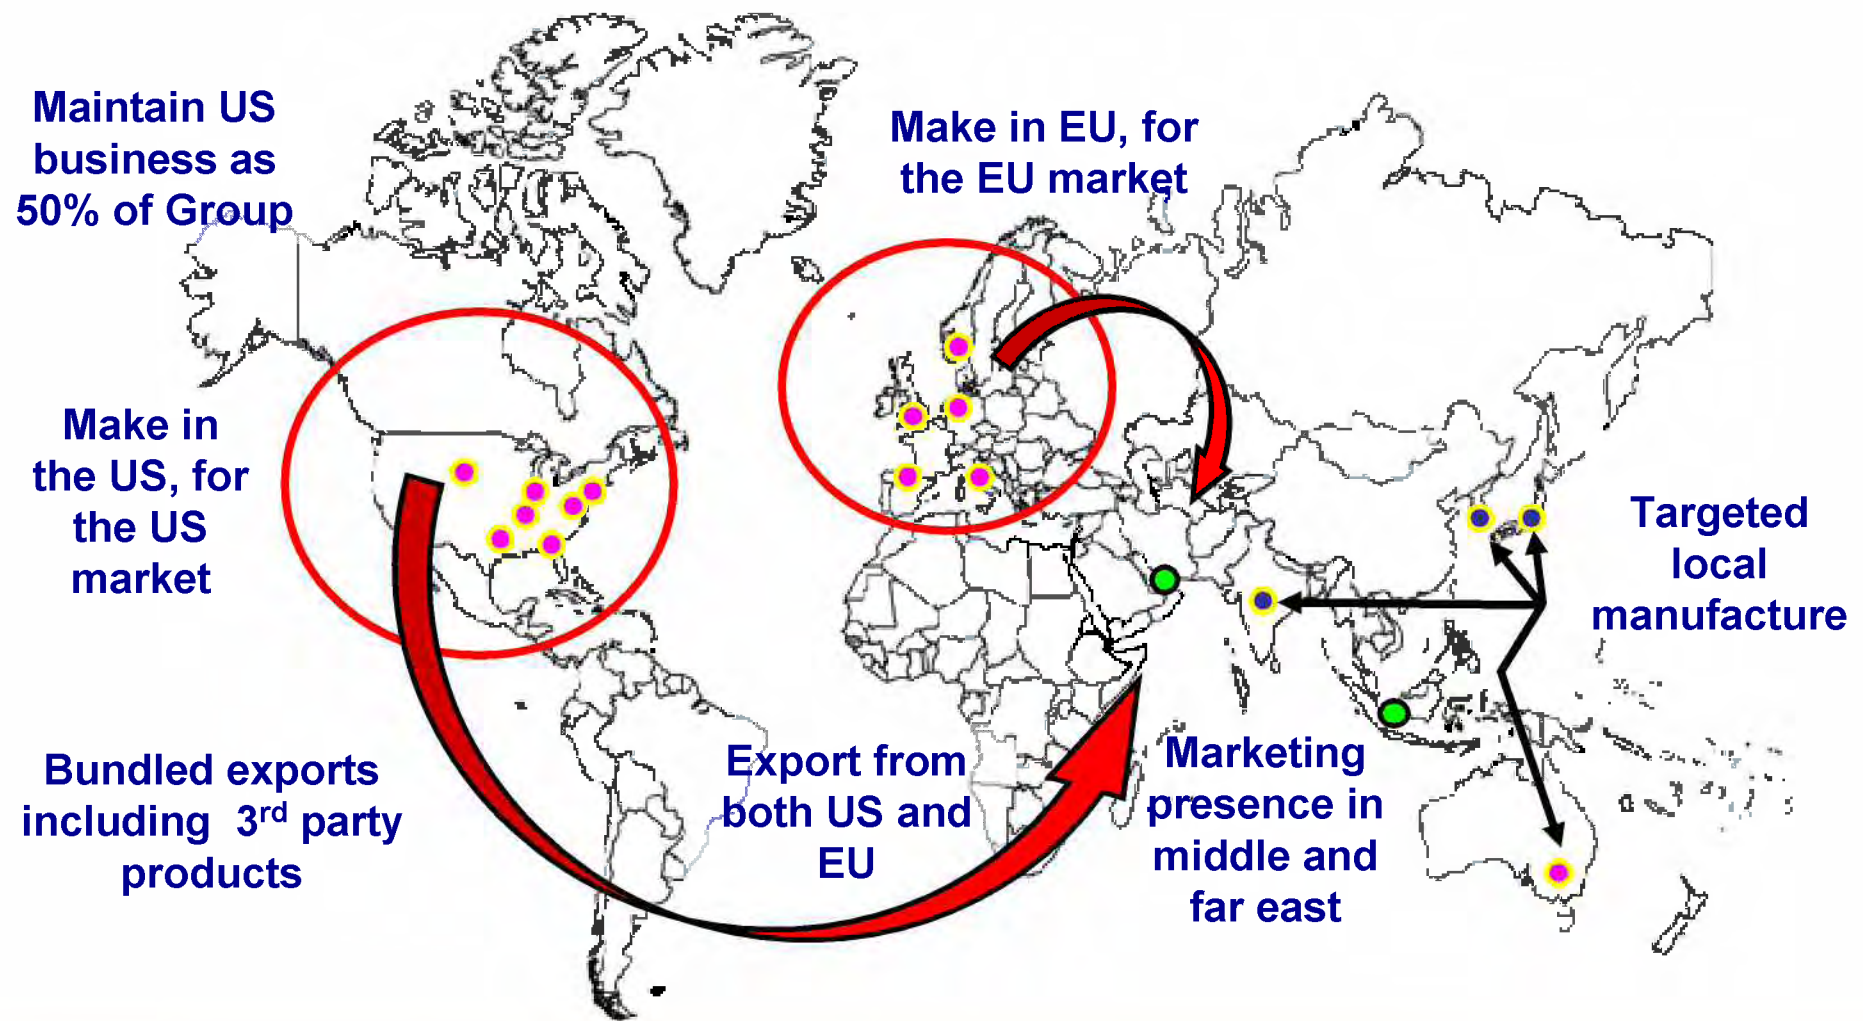 Maintain US
business as
50% of Group
Make in EU, for
the EU market
Make in
the US, for
the US
market
Targeted
local
manufacture
Bundled exports
including 3rd party
products
Export from
both US and
EU
Marketing
presence in
middle and
far east